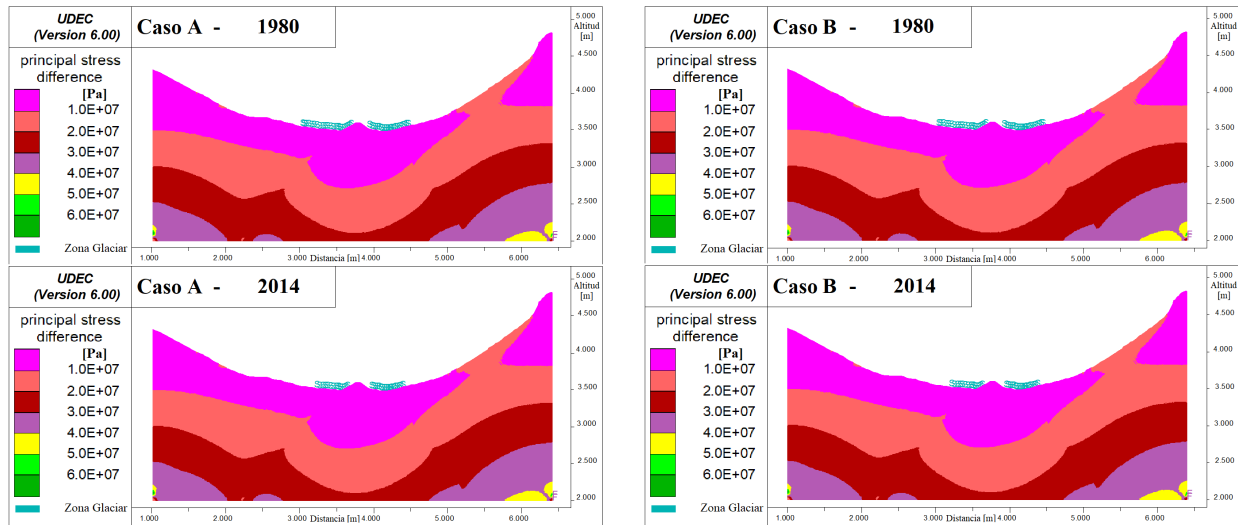 UDEC
(Version 6.00)
Caso A - 1980
principal stress
difference
[Pa]
1.0E+07
2.0E+07
3.0E+07
4.0E+07
5.0E+07
6.0E+07
Zona Glaciar
5.000
Altitud
[m]
4.500
4.000
3.500
3.000
2.500
2.000
1.000 2.000 3.000 Distancia [m] 4.000 5.000 6.000
UDEC
(Version 6.00)
Caso B - 1980
principal stress
difference
[Pa]
1.0E+07
2.0E+07
3.0E+07
4.0E+07
5.0E+07
6.0E+07
Zona Glaciar
5.000
Altitud
[m]
4.500
4.000
3.500
3.000
2.500
2.000
1.000 2.000 3.000 Distancia [m] 4.000 5.000 6.000
UDEC
(Version 6.00)
Caso A - 2014
principal stress
difference
[Pa]
1.0E+07
2.0E+07
3.0E+07
4.0E+07
5.0E+07
6.0E+07
Zona Glaciar
5.000
Altitud
[m]
4.500
4.000
3.500
3.000
2.500
2.000
1.000 2.000 3.000 Distancia [m] 4.000 5.000 6.000
UDEC
(Version 6.00)
Caso B - 2014
principal stress
difference
[Pa]
1.0E+07
2.0E+07
3.0E+07
4.0E+07
5.0E+07
6.0E+07
Zona Glaciar
5.000
Altitud
[m]
4.500
4.000
3.500
3.000
2.500
2.000
1.000 2.000 3.000 Distancia [m] 4.000 5.000 6.000